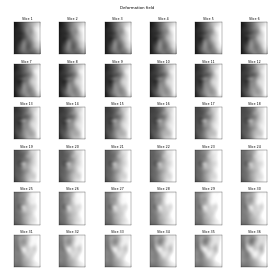 Deformation field
Slice 1 Slice 2 Slice 3 Slice 4 Slice 5 Slice 6
Slice 7 Slice 8 Slice 9 Slice 10 Slice 11 Slice 12
Slice 13 Slice 14 Slice 15 Slice 16 Slice 17 Slice 18
Slice 19 Slice 20 Slice 21 Slice 22 Slice 23 Slice 24
Slice 25 Slice 26 Slice 27 Slice 28 Slice 29 Slice 30
Slice 31 Slice 32 Slice 33 Slice 34 Slice 35 Slice 36